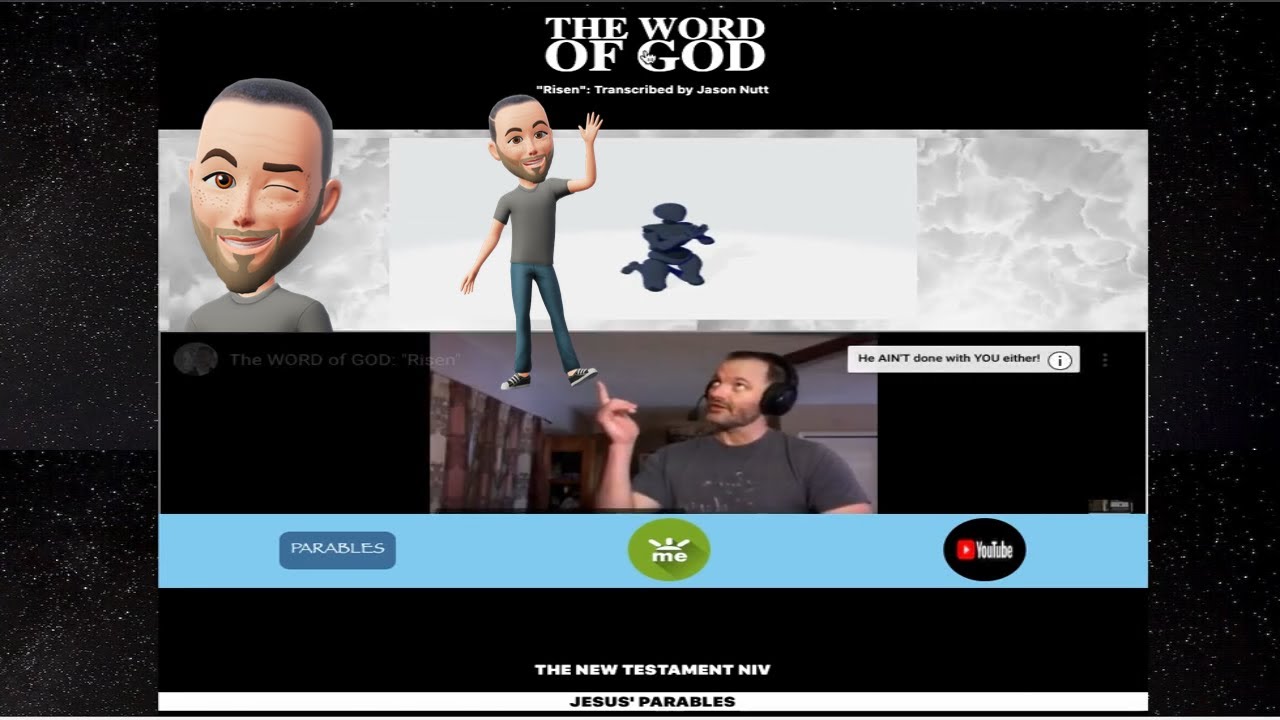 THE WORD
OF GOD
"Risen": Transcribed by Jason Nutt
The WORD of GOD: "Risen"
He AIN'T done with YOU either!
PARABLES
me
YouTube
THE NEW TESTAMENT NIV
JESUS' PARABLES